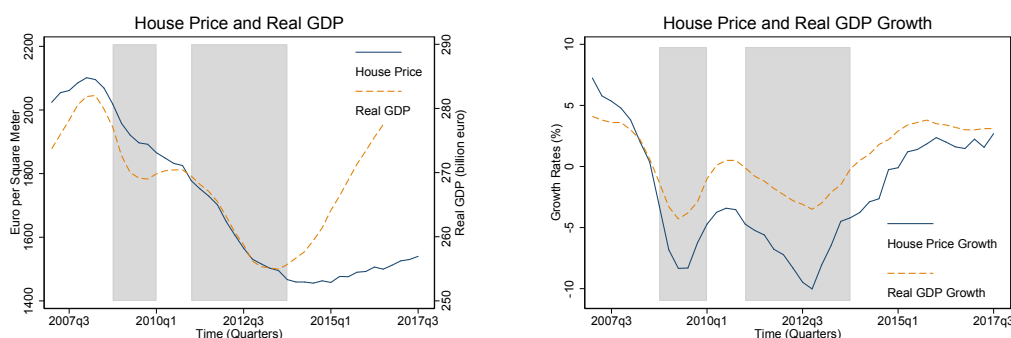 House Price and Real GDP
Euro per Square Meter
2200
2000
1800
1600
1400
House Price
Real GDP
290
280
270
260
250
Real GDP (billion euro)
2007q3
2010q1
2012q3
2015q1
2017q3
Time (Quarters)
House Price and Real GDP Growth
Growth Rates (%)
10
5
0
-5
-10
House Price Growth
Real GDP Growth
2007q3
2010q1
2012q3
2015q1
2017q3
Time (Quarters)